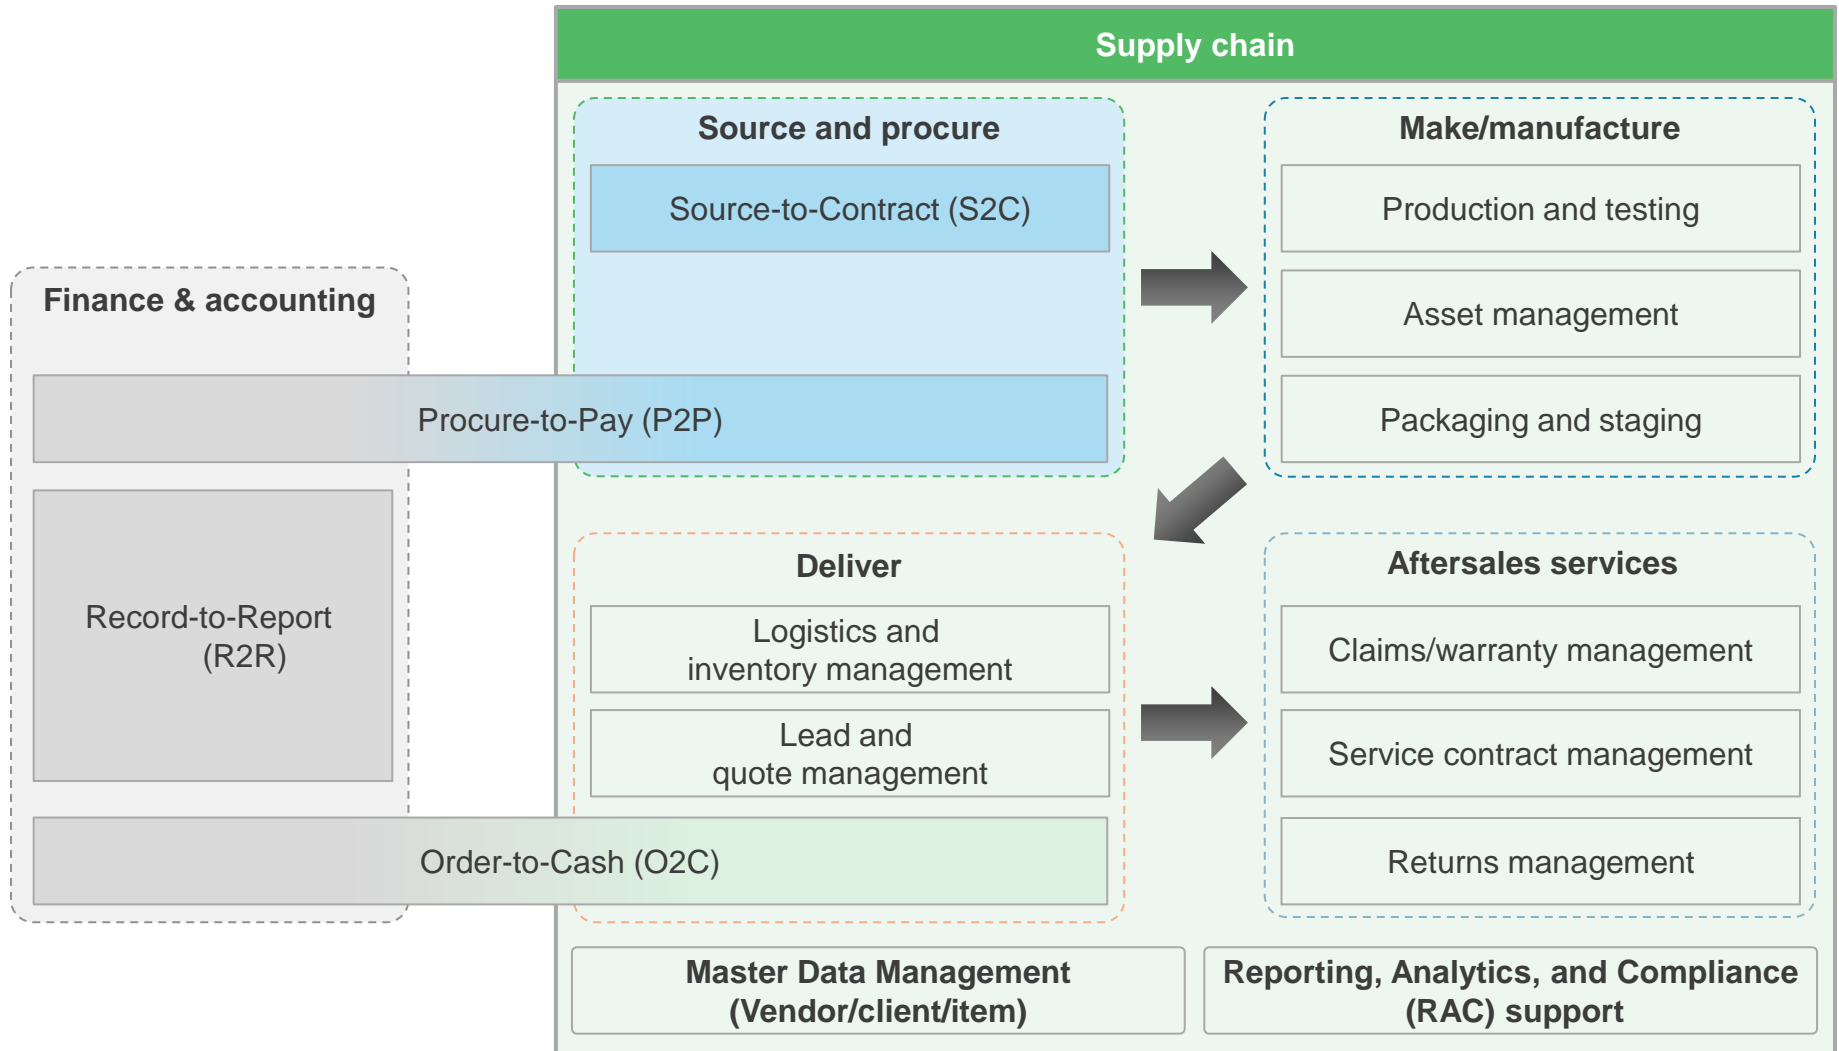 Supply chain
Source and procure
Source-to-Contract (S2C)
Make/manufacture
Production and testing
Asset management
Packaging and staging
Finance & accounting
Procure-to-Pay (P2P)
Record-to-Report
(R2R)
Order-to-Cash (O2C)
Deliver
Logistics and
inventory management
Lead and
quote management
Aftersales services
Claims/warranty management
Service contract management
Returns management
Master Data Management
(Vendor/client/item)
Reporting, Analytics, and Compliance
(RAC) support